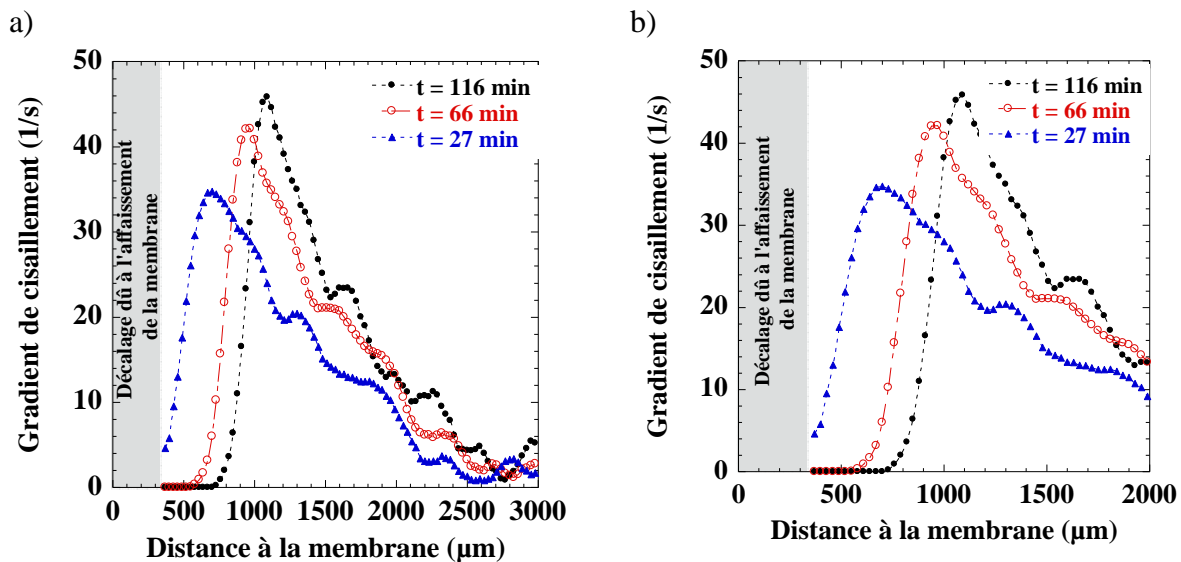 a)
50
40
30
20
10
0
Gradient de cisaillement (1/s)
Décalage dû à l'affaissement
de la membrane
t = 116 min
t = 66 min
t = 27 min
0 500 1000 1500 2000 2500 3000
Distance à la membrane (µm)
b)
50
40
30
20
10
0
Gradient de cisaillement (1/s)
Décalage dû à l'affaissement
de la membrane
t = 116 min
t = 66 min
t = 27 min
0 500 1000 1500 2000
Distance à la membrane (µm)